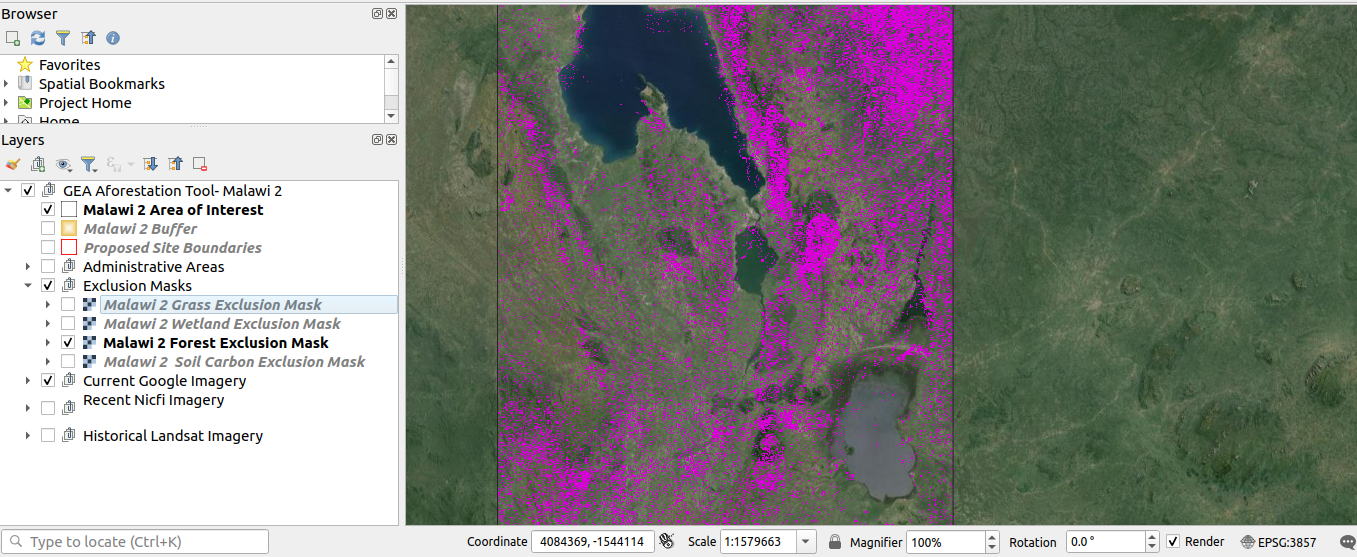 Browser
Favorites
Spatial Bookmarks
Project Home
Home
Layers
GEA Aforestation Tool- Malawi 2
Malawi 2 Area of Interest
Malawi 2 Buffer
Proposed Site Boundaries
Administrative Areas
Exclusion Masks
Malawi 2 Grass Exclusion Mask
Malawi 2 Wetland Exclusion Mask
Malawi 2 Forest Exclusion Mask
Malawi 2 Soil Carbon Exclusion Mask
Current Google Imagery
Recent Nicfi Imagery
Historical Landsat Imagery
Type to locate (Ctrl+K) Coordinate 4084369, -1544114 Scale 1:1579663 Magnifier 100% Rotation 0.0 ° Render EPSG:3857